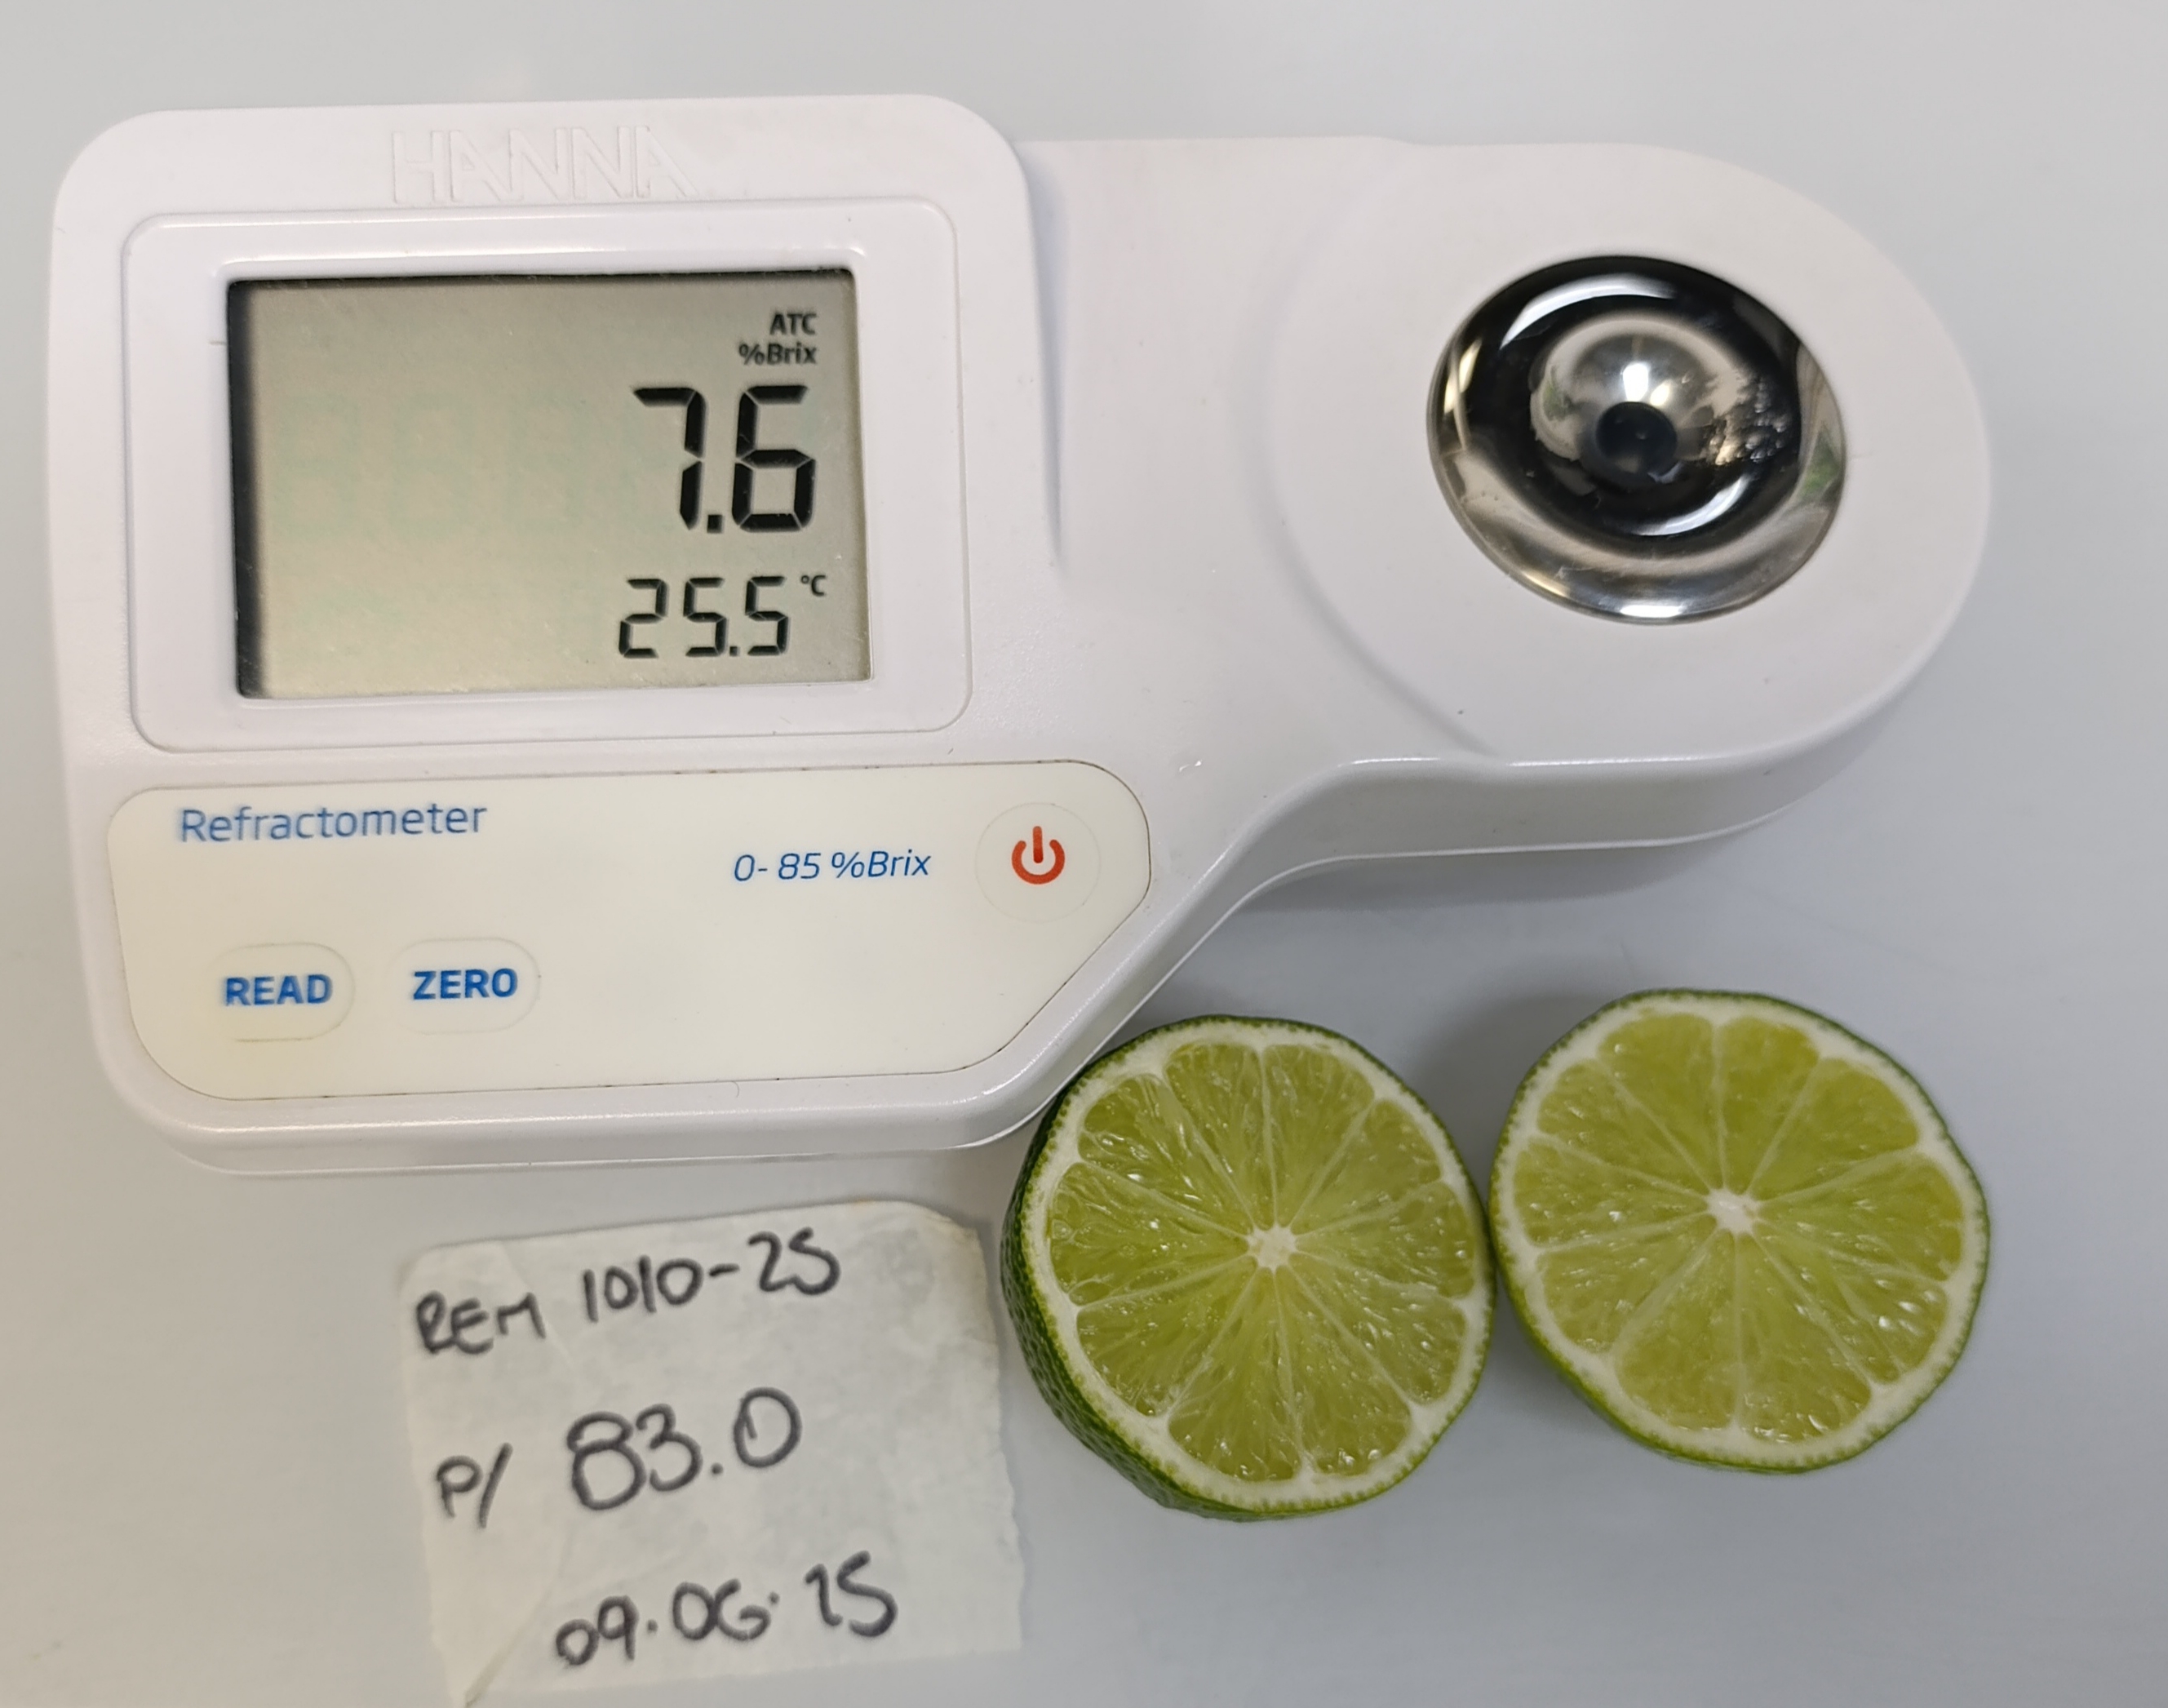 HANNA
ATC
%Brix
7.6
25.5 °C
Refractometer
0-85 %Brix
READ ZERO
REM 1010-25
P/ 83.0
09.06.25